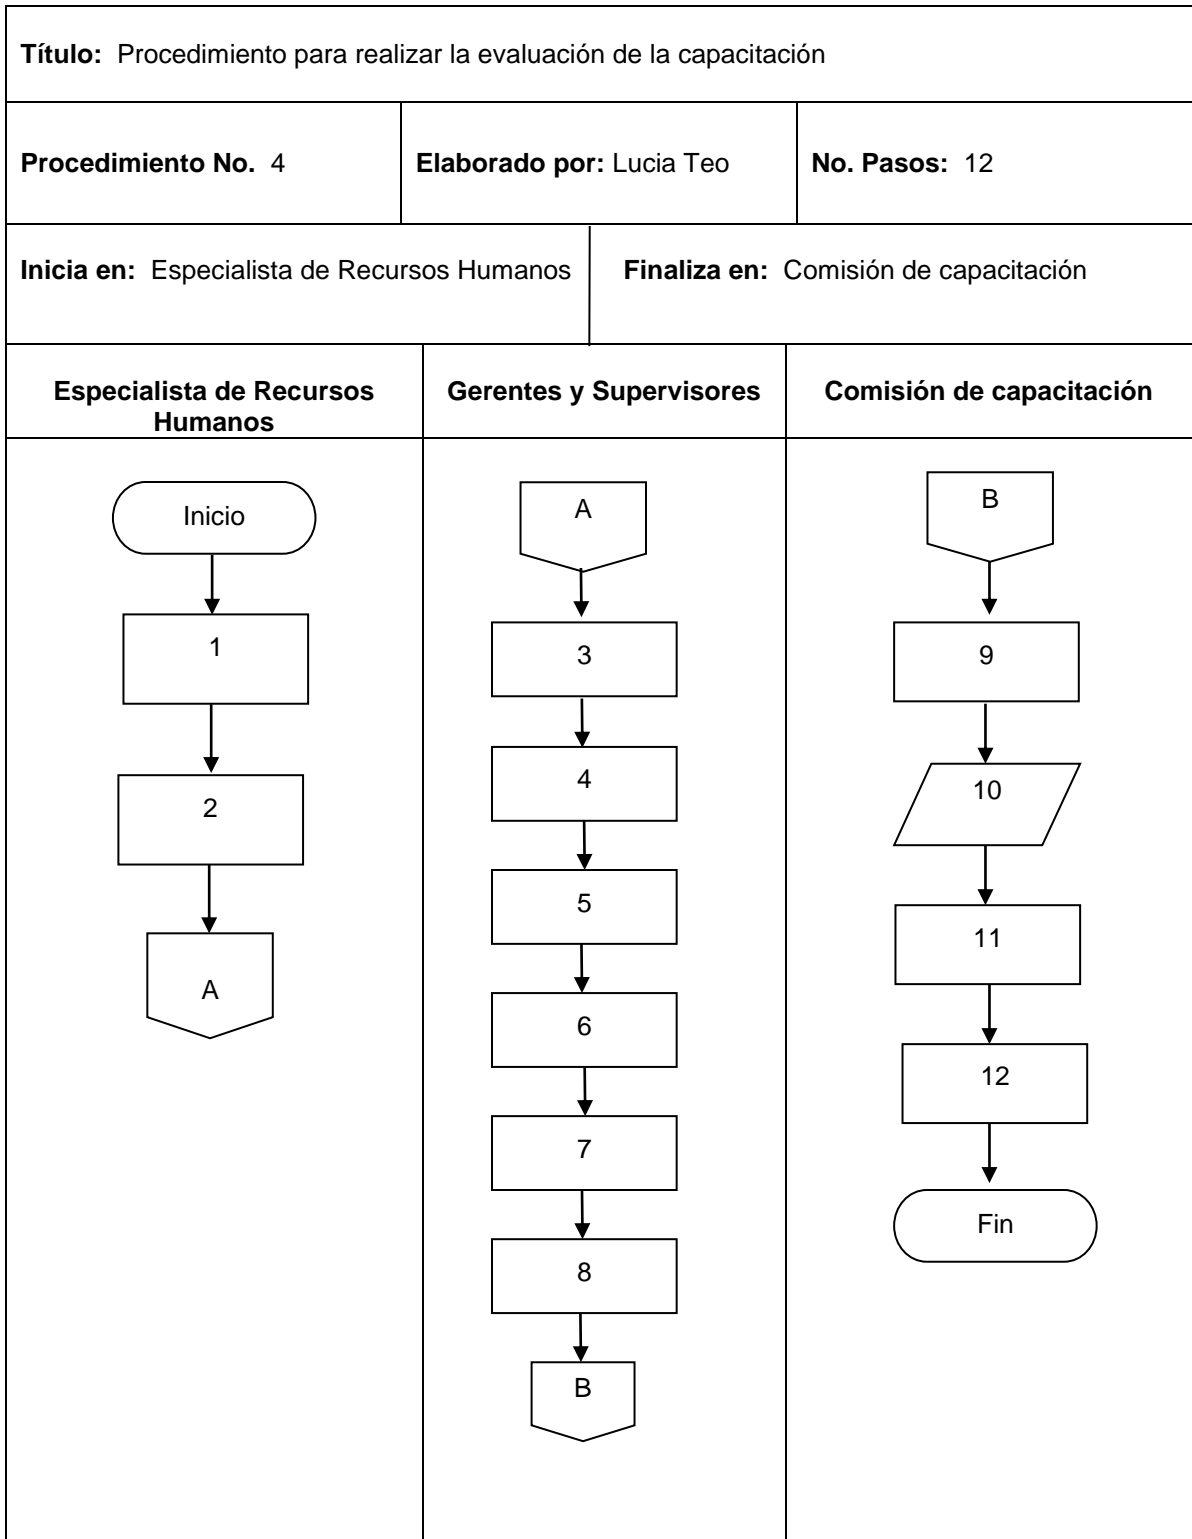 Título: Procedimiento para realizar la evaluación de la capacitación
Procedimiento No. 4
Elaborado por: Lucia Teo
No. Pasos: 12
Inicia en: Especialista de Recursos Humanos
Finaliza en: Comisión de capacitación
Especialista de Recursos
Humanos
Gerentes y Supervisores
Comisión de capacitación
Inicio
1
2
A
A
3
4
5
6
7
8
B
B
9
10
11
12
Fin